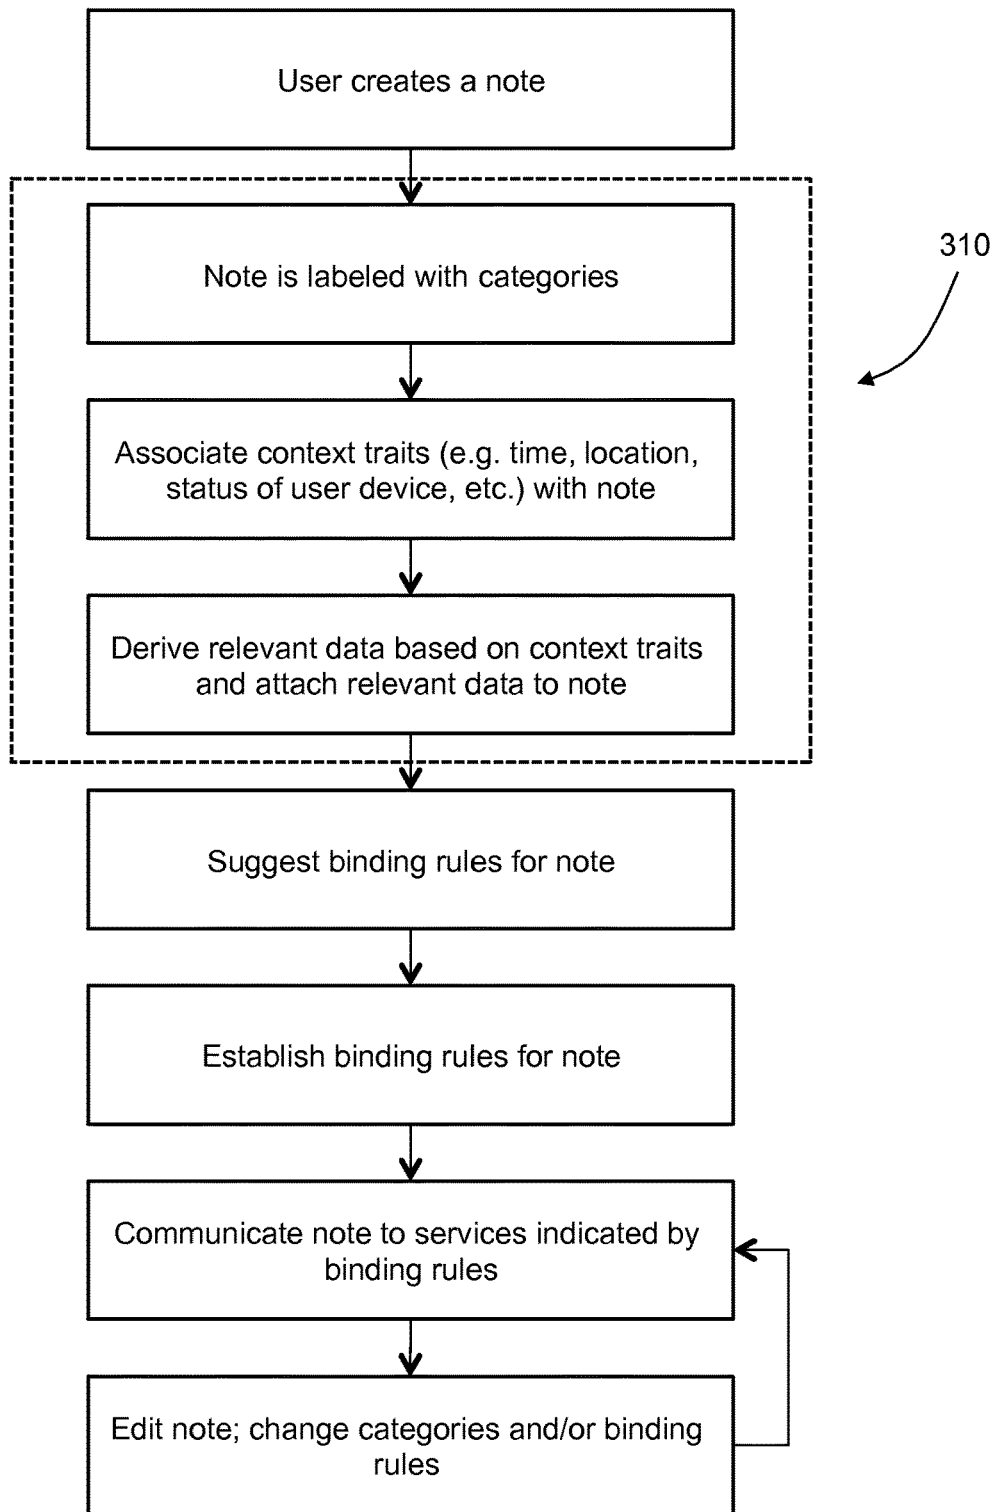 User creates a note
Note is labeled with categories
310
Associate context traits (e.g. time, location,
status of user device, etc.) with note
Derive relevant data based on context traits
and attach relevant data to note
Suggest binding rules for note
Establish binding rules for note
Communicate note to services indicated by
binding rules
Edit note; change categories and/or binding
rules